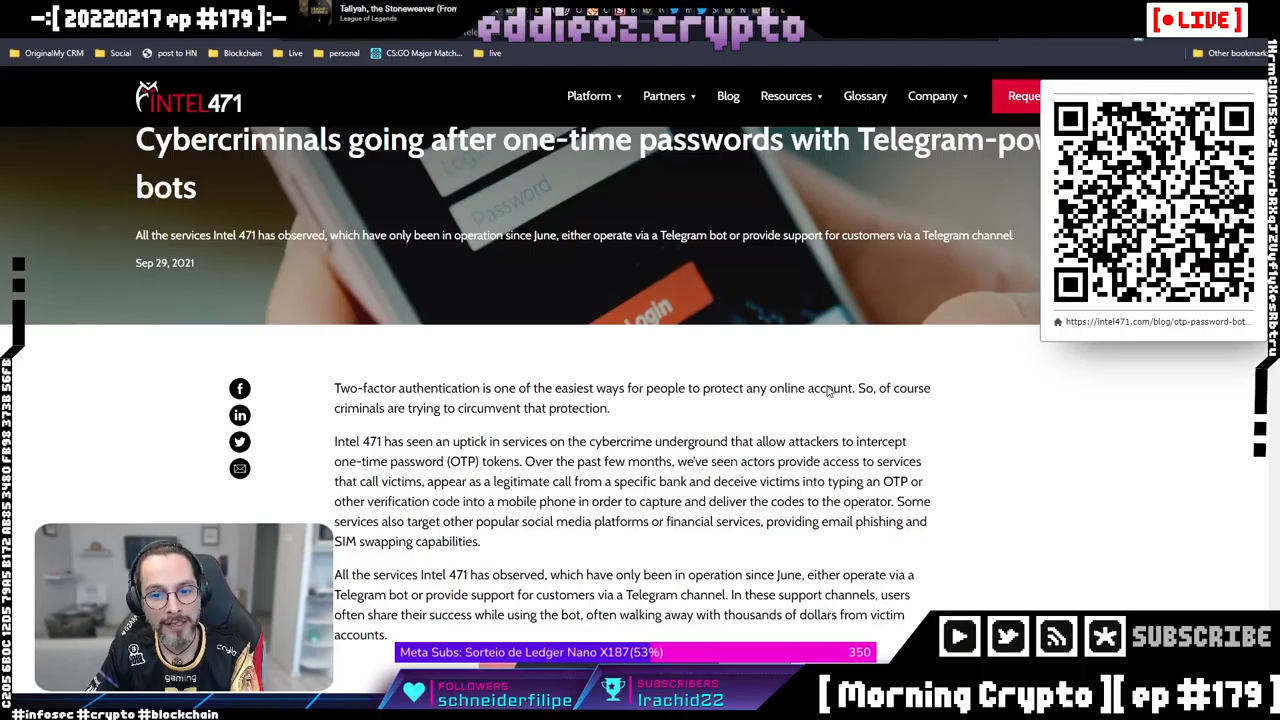 -:[ 20220217 ep #179 ]:-
Taliyah, the Stoneweaver (From
League of Legends
eddieoz.crypto
[● LIVE ]
OriginalMy CRM
Social
post to HN
Blockchain
Live
personal
CS:GO Major Match...
live
Other bookmark
INTEL471
Platform
Partners
Blog
Resources
Glossary
Company
Reque
Cybercriminals going after one-time passwords with Telegram-pow
bots
All the services Intel 471 has observed, which have only been in operation since June, either operate via a Telegram bot or provide support for customers via a Telegram channel.
Sep 29, 2021
https://intel471.com/blog/otp-password-bot...
Two-factor authentication is one of the easiest ways for people to protect any online account. So, of course
criminals are trying to circumvent that protection.
Intel 471 has seen an uptick in services on the cybercrime underground that allow attackers to intercept
one-time password (OTP) tokens. Over the past few months, we've seen actors provide access to services
that call victims, appear as a legitimate call from a specific bank and deceive victims into typing an OTP or
other verification code into a mobile phone in order to capture and deliver the codes to the operator. Some
services also target other popular social media platforms or financial services, providing email phishing and
SIM swapping capabilities.
All the services Intel 471 has observed, which have only been in operation since June, either operate via a
Telegram bot or provide support for customers via a Telegram channel. In these support channels, users
often share their success while using the bot, often walking away with thousands of dollars from victim
accounts.
Password
Login
gaming
Meta Subs: Sorteio de Ledger Nano X187(53%)
350
FOLLOWERS
schneiderfilipe
SUBSCRIBERS
lrachid22
SUBSCRIBE
[ Morning Crypto ][ ep #179 ]
#infosec #crypto #blockchain